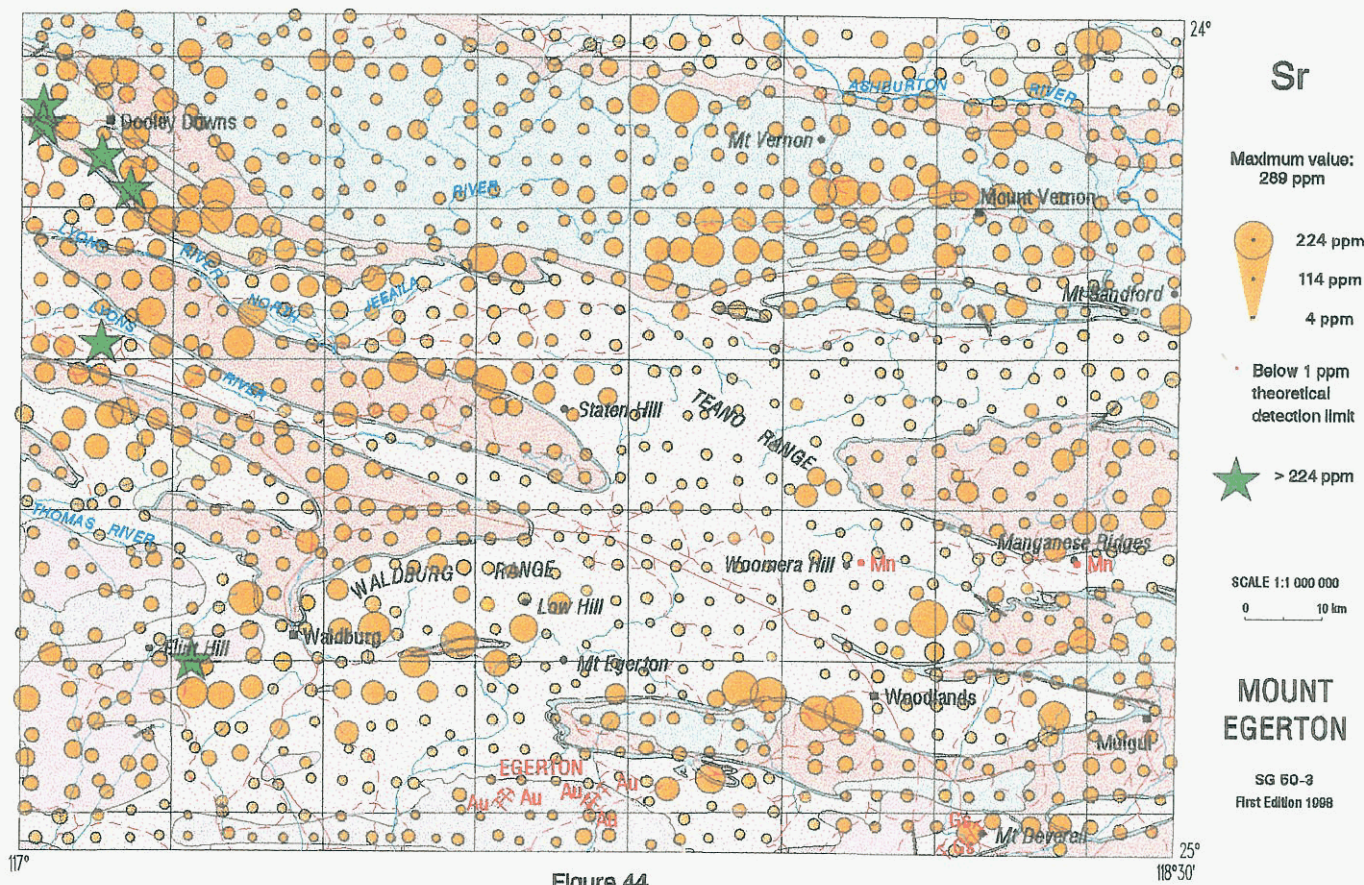 24°
Sr
Maximum value:
289 ppm
224 ppm
114 ppm
4 ppm
Below 1 ppm
theoretical
detection limit
> 224 ppm
SCALE 1:1 000 000
0 10 km
MOUNT
EGERTON
SG 50-3
First Edition 1998
ASHBURTON RIVER
Dooley Downs
Mt Vernon
RIVER
Mount Vernon
LYONS RIVER NORTH
JEEAILA
Mt Sandford
LYONS RIVER
Staten Hill
TEANO RANGE
THOMAS RIVER
Manganese Ridges
Woomera Hill
Mn
Mn
WALDBURG RANGE
Low Hill
Waldburg
Flint Hill
Mt Egerton
Woodlands
Mulgul
EGERTON
Au
Au
Au
Au
Mt Deverell
117°
25°
118°30'
Figure 44